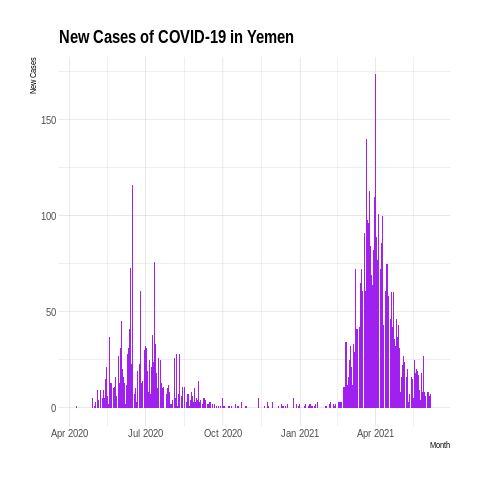 New Cases of COVID-19 in Yemen
New Cases
150
100
50
0
Apr 2020 Jul 2020 Oct 2020 Jan 2021 Apr 2021
Month